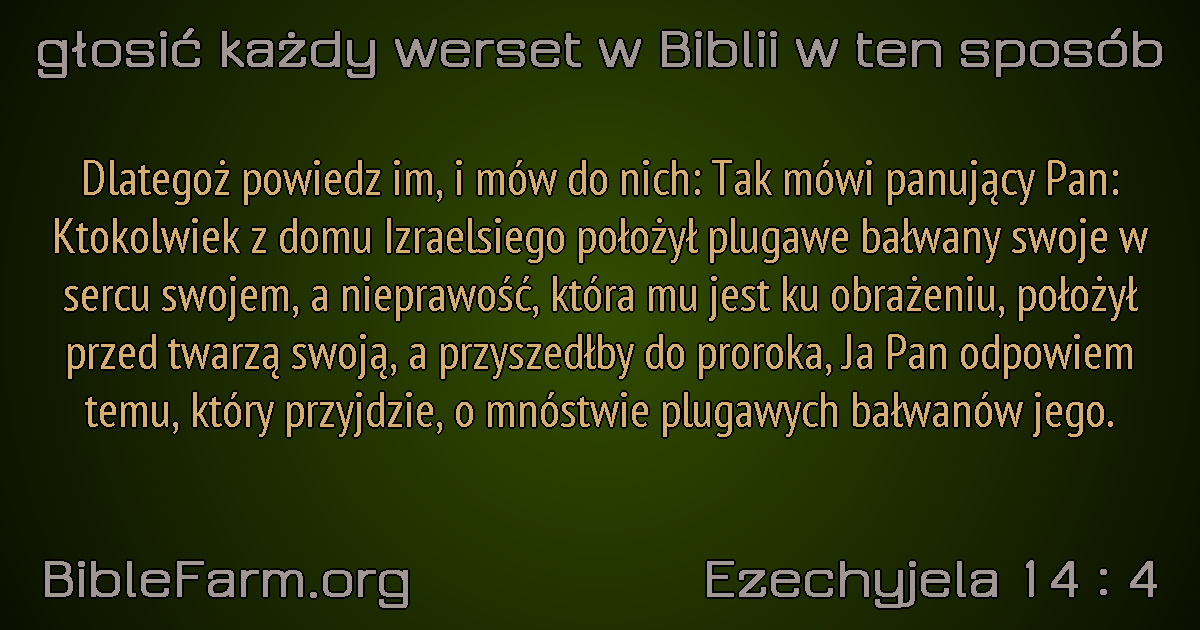 głosić każdy werset w Biblii w ten sposób
Dlategoż powiedz im, i mów do nich: Tak mówi panujący Pan:
Ktokolwiek z domu Izraelsiego położył plugawe bałwany swoje w
sercu swojem, a nieprawość, która mu jest ku obrażeniu, położył
przed twarzą swoją, a przyszedłby do proroka, Ja Pan odpowiem
temu, który przyjdzie, o mnóstwie plugawych bałwanów jego.
BibleFarm.org
Ezechyjela 14 : 4